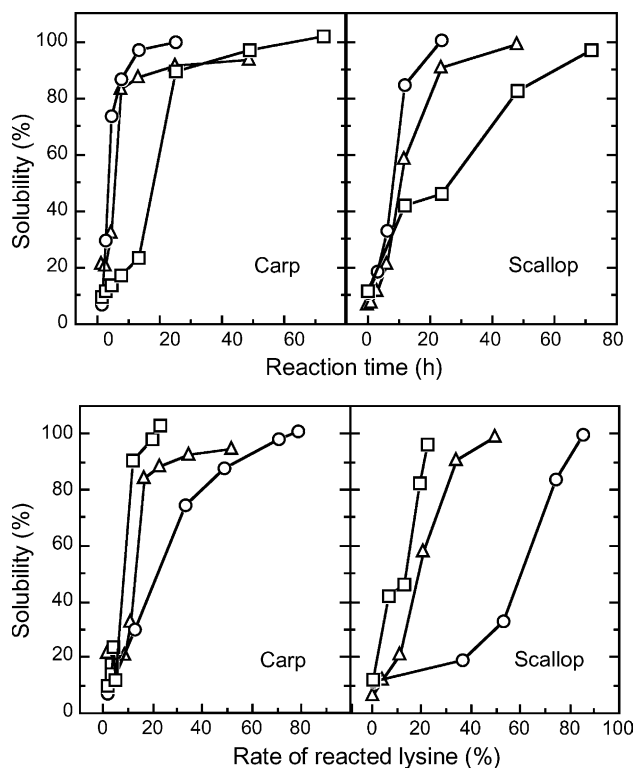 100
80
60
40
20
0
Solubility (%)
Carp
Scallop
0 20 40 60 80 0 20 40 60 80
Reaction time (h)
100
80
60
40
20
0
Solubility (%)
Carp
Scallop
0 20 40 60 80 0 20 40 60 80 100
Rate of reacted lysine (%)